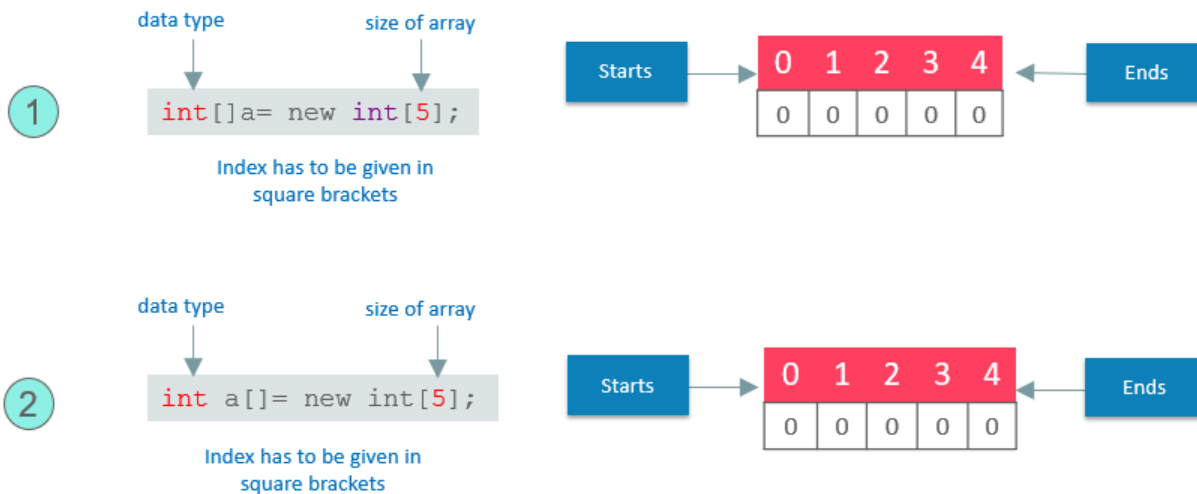 data type
size of array
Starts
0 1 2 3 4
Ends
1
int[]a= new int[5];
0 0 0 0 0
Index has to be given in
square brackets
data type
size of array
Starts
0 1 2 3 4
Ends
2
int a[]= new int[5];
0 0 0 0 0
Index has to be given in
square brackets